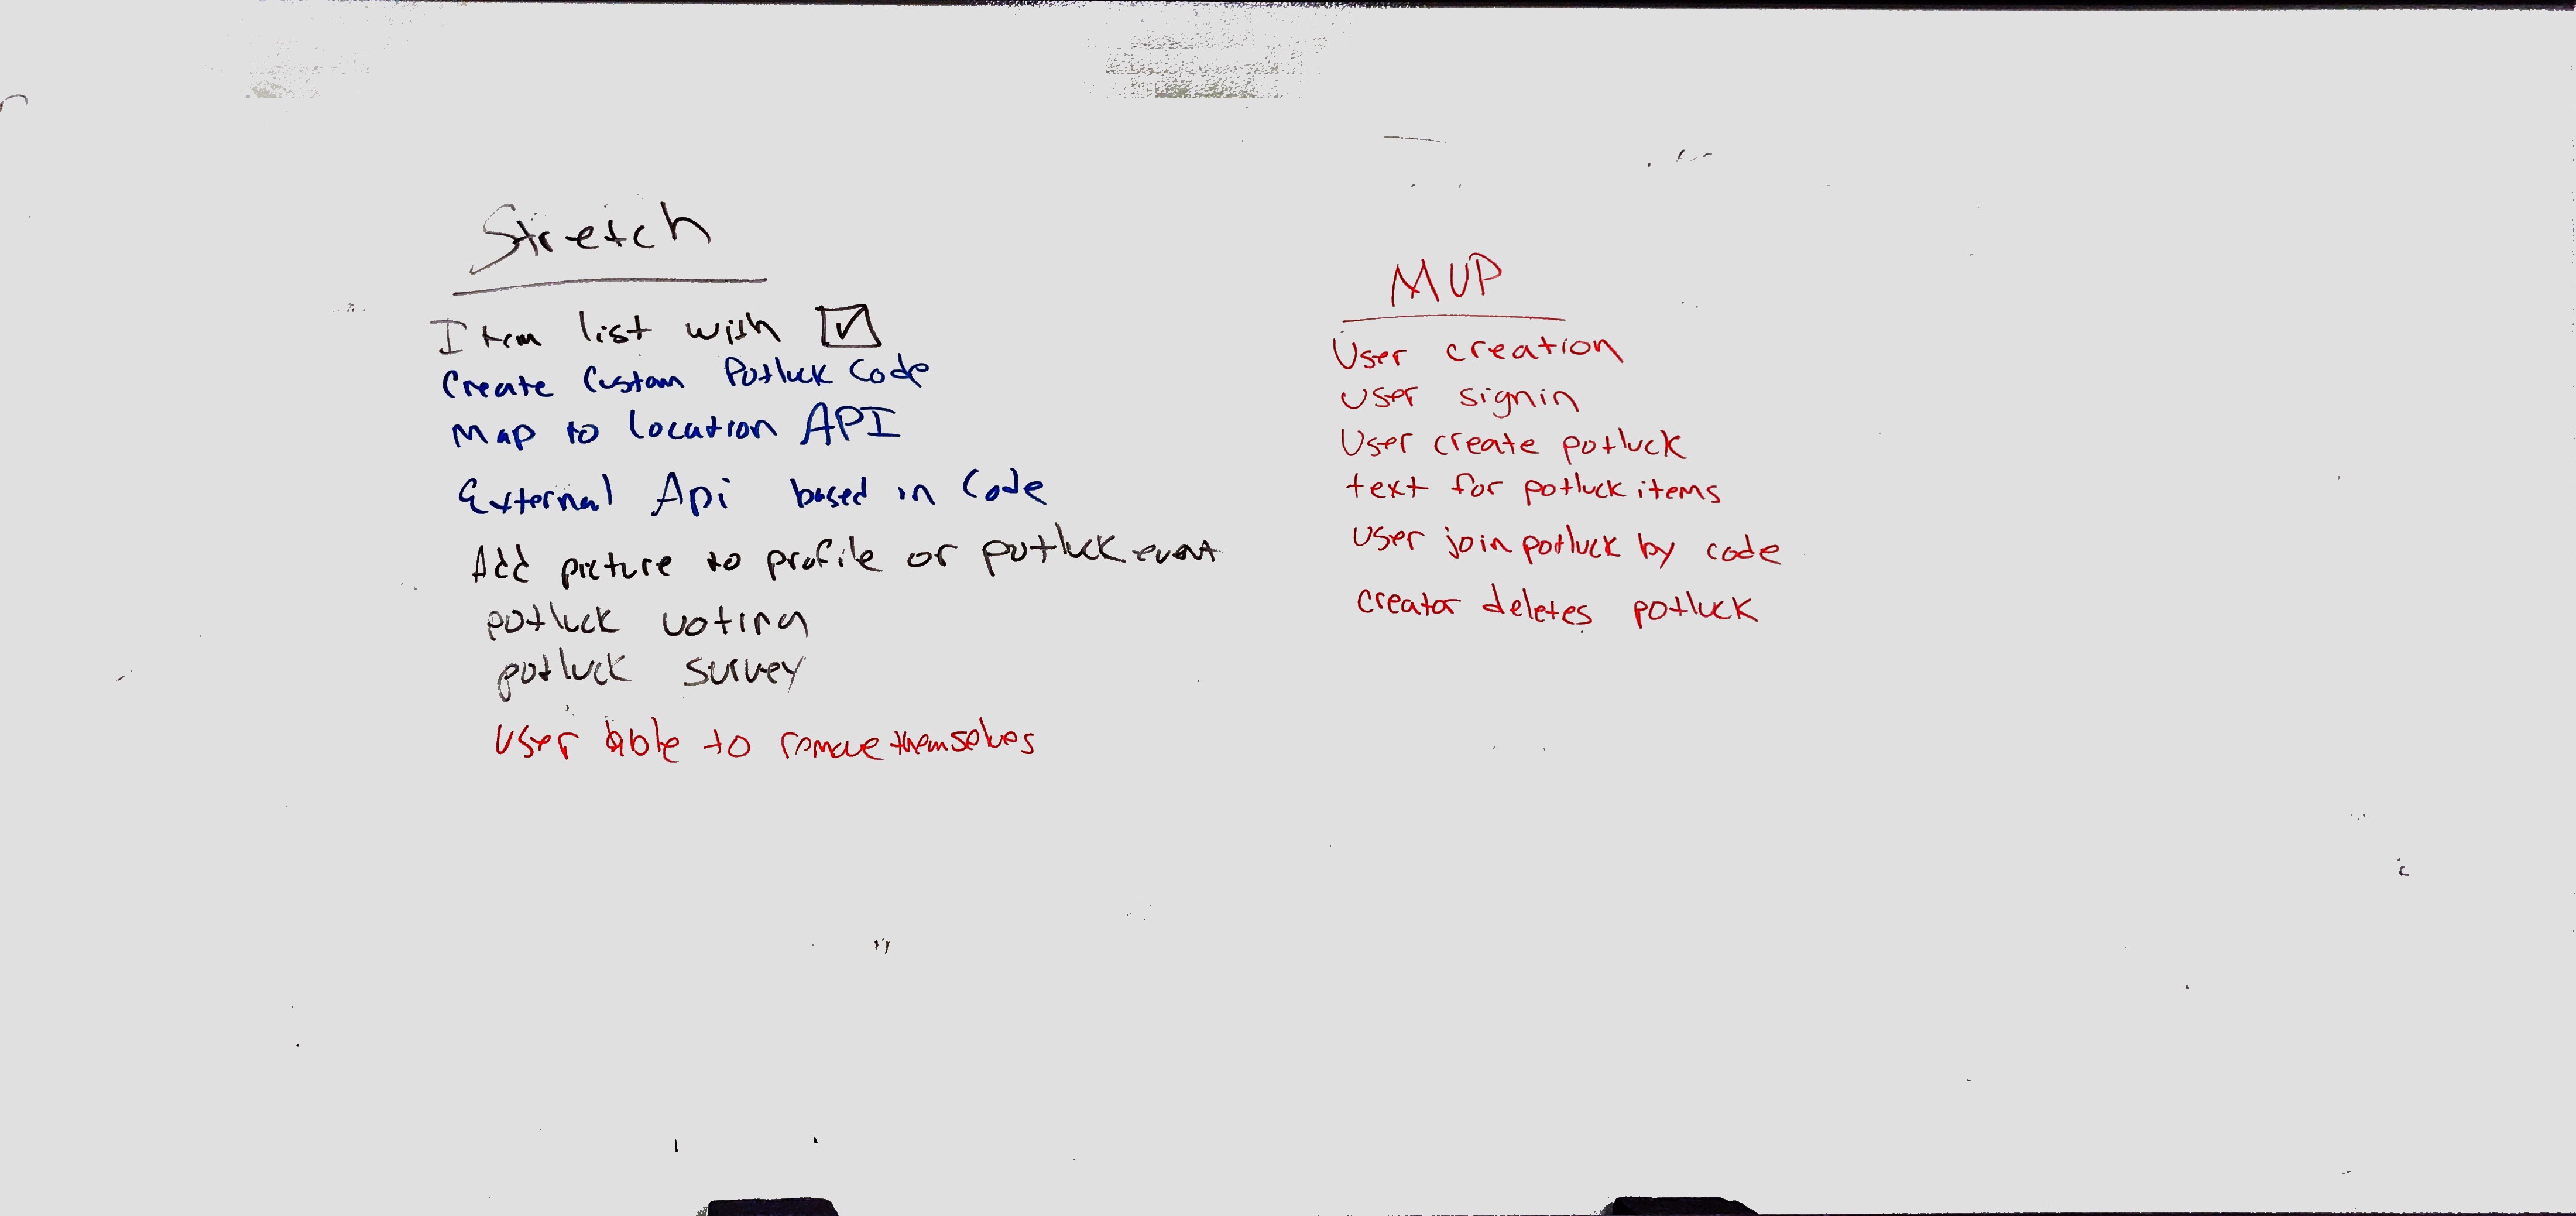 Stretch
Item list with ☑
Create Custom Potluck Code
Map to Location API
External Api based in Code
Add picture to profile or potluck event
potluck voting
potluck survey
User able to remove themselves
MVP
User creation
User signin
User create potluck
text for potluck items
User join potluck by code
creator deletes potluck